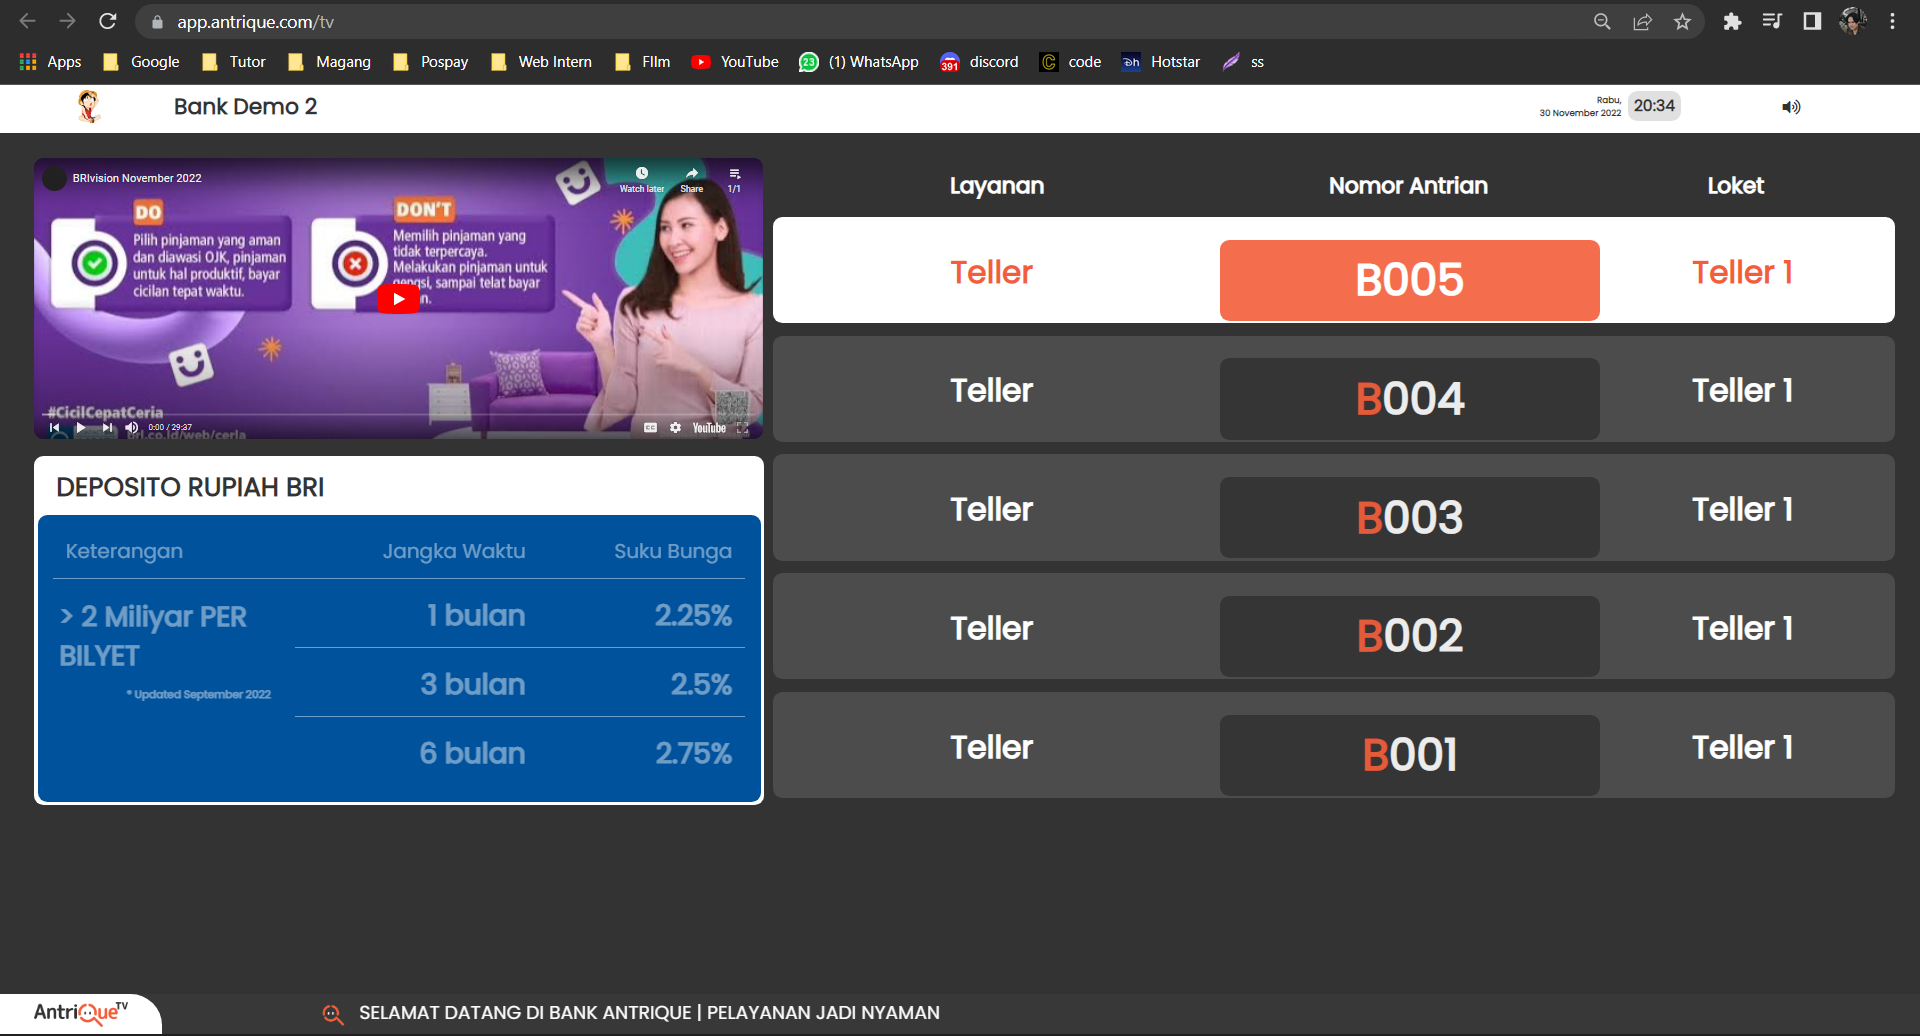 app.antrique.com/tv
Apps
Google
Tutor
Magang
Pospay
Web Intern
FIlm
YouTube
23
(1) WhatsApp
391
discord
code
Hotstar
ss
Bank Demo 2
Rabu,
30 November 2022
20:34
BRIvision November 2022
Watch later
Share
1/1
DO
Pilih pinjaman yang aman
dan diawasi OJK, pinjaman
untuk hal produktif, bayar
cicilan tepat waktu.
DON'T
Memilih pinjaman yang
tidak terpercaya.
Melakukan pinjaman untuk
gengsi, sampai telat bayar
#CicilCepatCeria
bri.co.id/web/ceria
0:00 / 29:37
YouTube
DEPOSITO RUPIAH BRI
Keterangan Jangka Waktu Suku Bunga
> 2 Miliyar PER
BILYET
* Updated September 2022
1 bulan 2.25%
3 bulan 2.5%
6 bulan 2.75%
Layanan Nomor Antrian Loket
Teller B005 Teller 1
Teller B004 Teller 1
Teller B003 Teller 1
Teller B002 Teller 1
Teller B001 Teller 1
AntriQue TV
SELAMAT DATANG DI BANK ANTRIQUE | PELAYANAN JADI NYAMAN